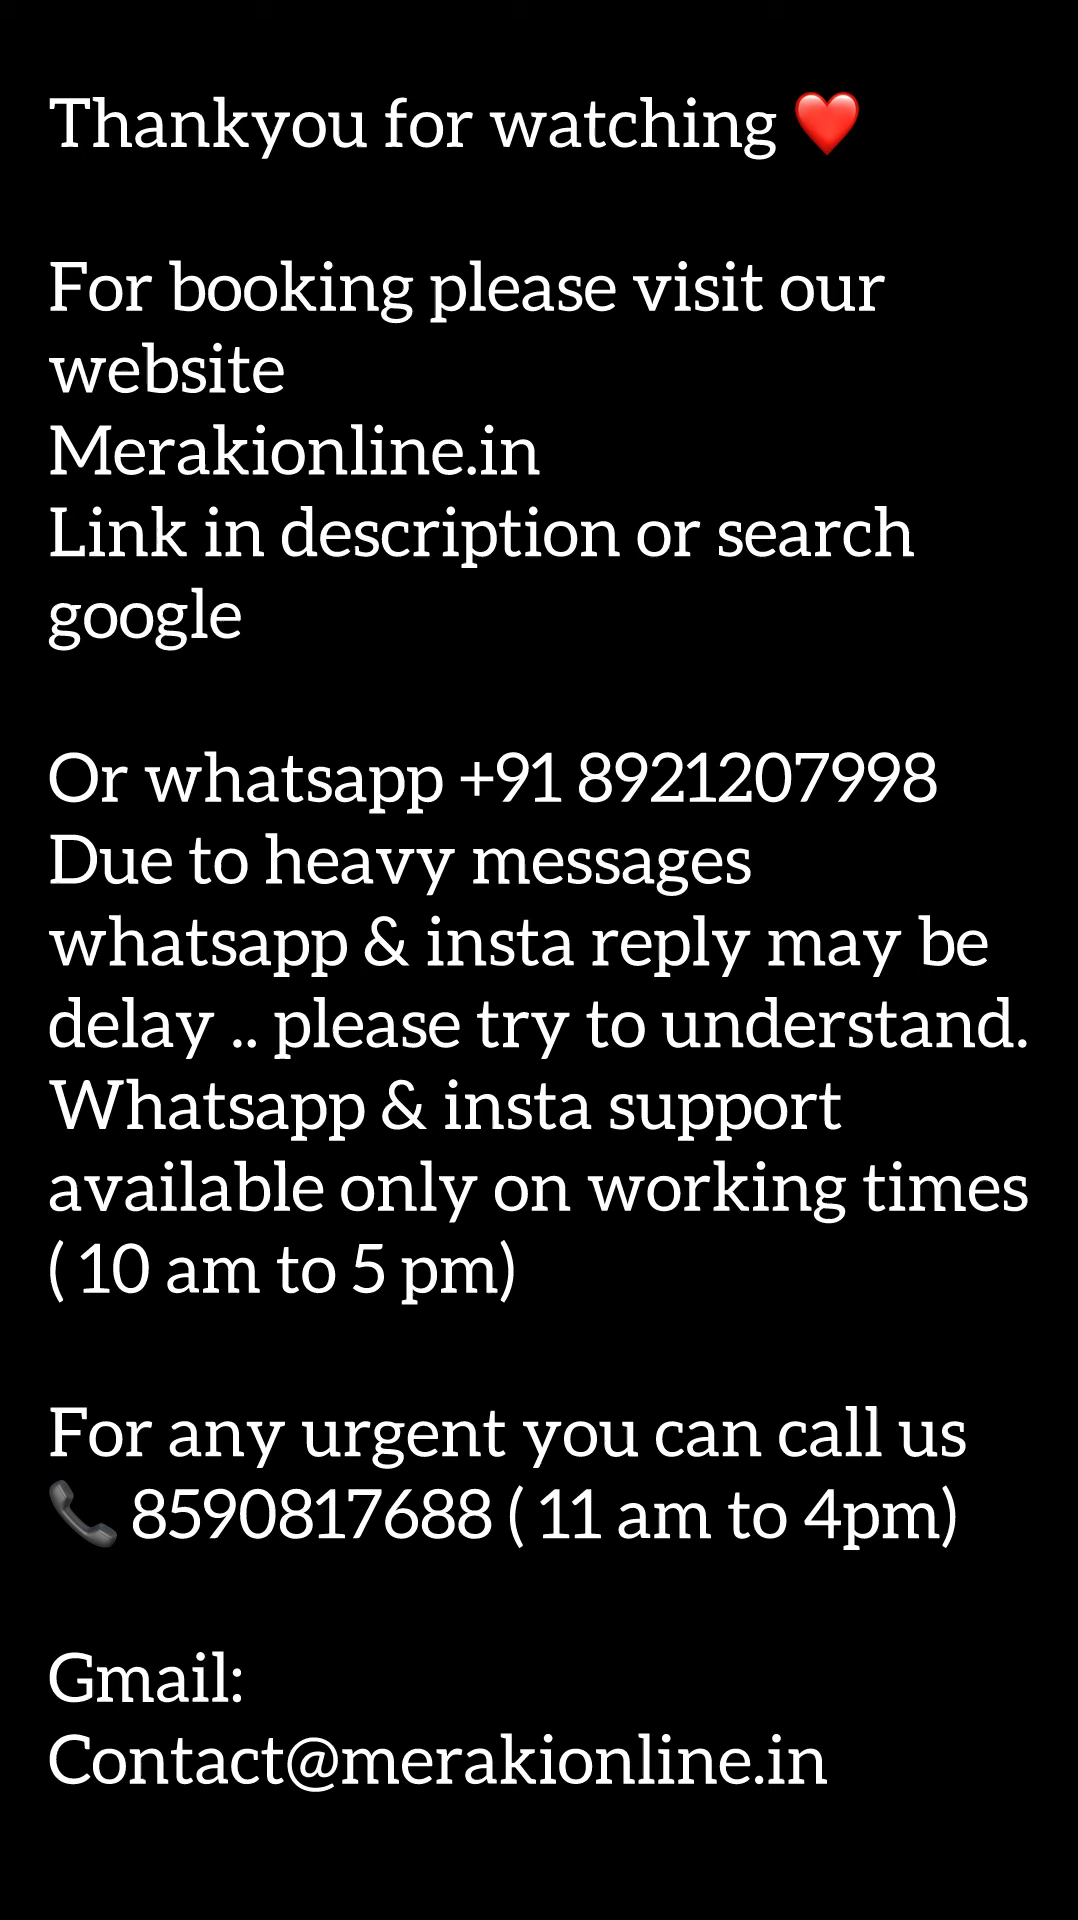 Thankyou for watching ❤️
For booking please visit our
website
Merakionline.in
Link in description or search
google
Or whatsapp +91 8921207998
Due to heavy messages
whatsapp & insta reply may be
delay .. please try to understand.
Whatsapp & insta support
available only on working times
( 10 am to 5 pm)
For any urgent you can call us
📞 8590817688 ( 11 am to 4pm)
Gmail:
Contact@merakionline.in